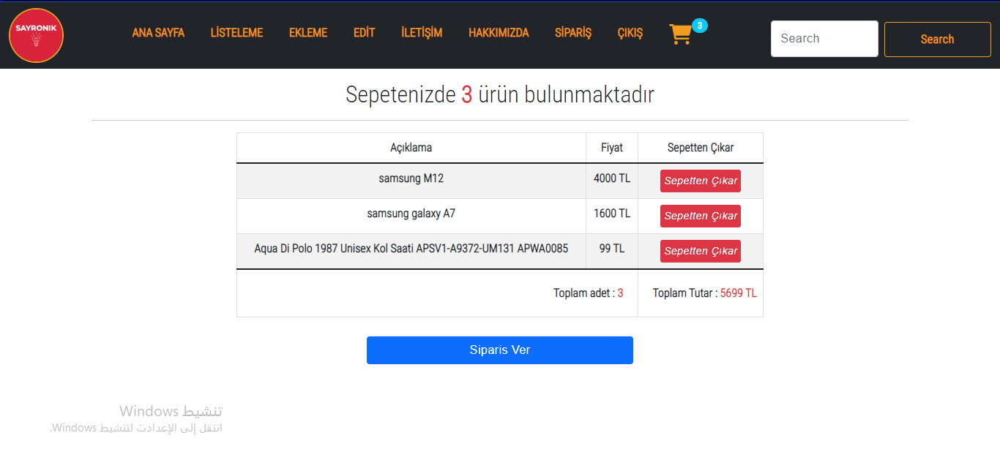 SAYRONIK
ANA SAYFA LİSTELEME EKLEME EDİT İLETİŞİM HAKKIMIZDA SİPARİŞ ÇIKIŞ 3 Search Search
Sepetenizde 3 ürün bulunmaktadır
Açıklama Fiyat Sepetten Çıkar
samsung M12 4000 TL Sepetten Çıkar
samsung galaxy A7 1600 TL Sepetten Çıkar
Aqua Di Polo 1987 Unisex Kol Saati APSV1-A9372-UM131 APWA0085 99 TL Sepetten Çıkar
Toplam adet : 3 Toplam Tutar : 5699 TL
Siparis Ver
تنشيط Windows
انتقل إلى الإعدادت لتنشيط Windows.